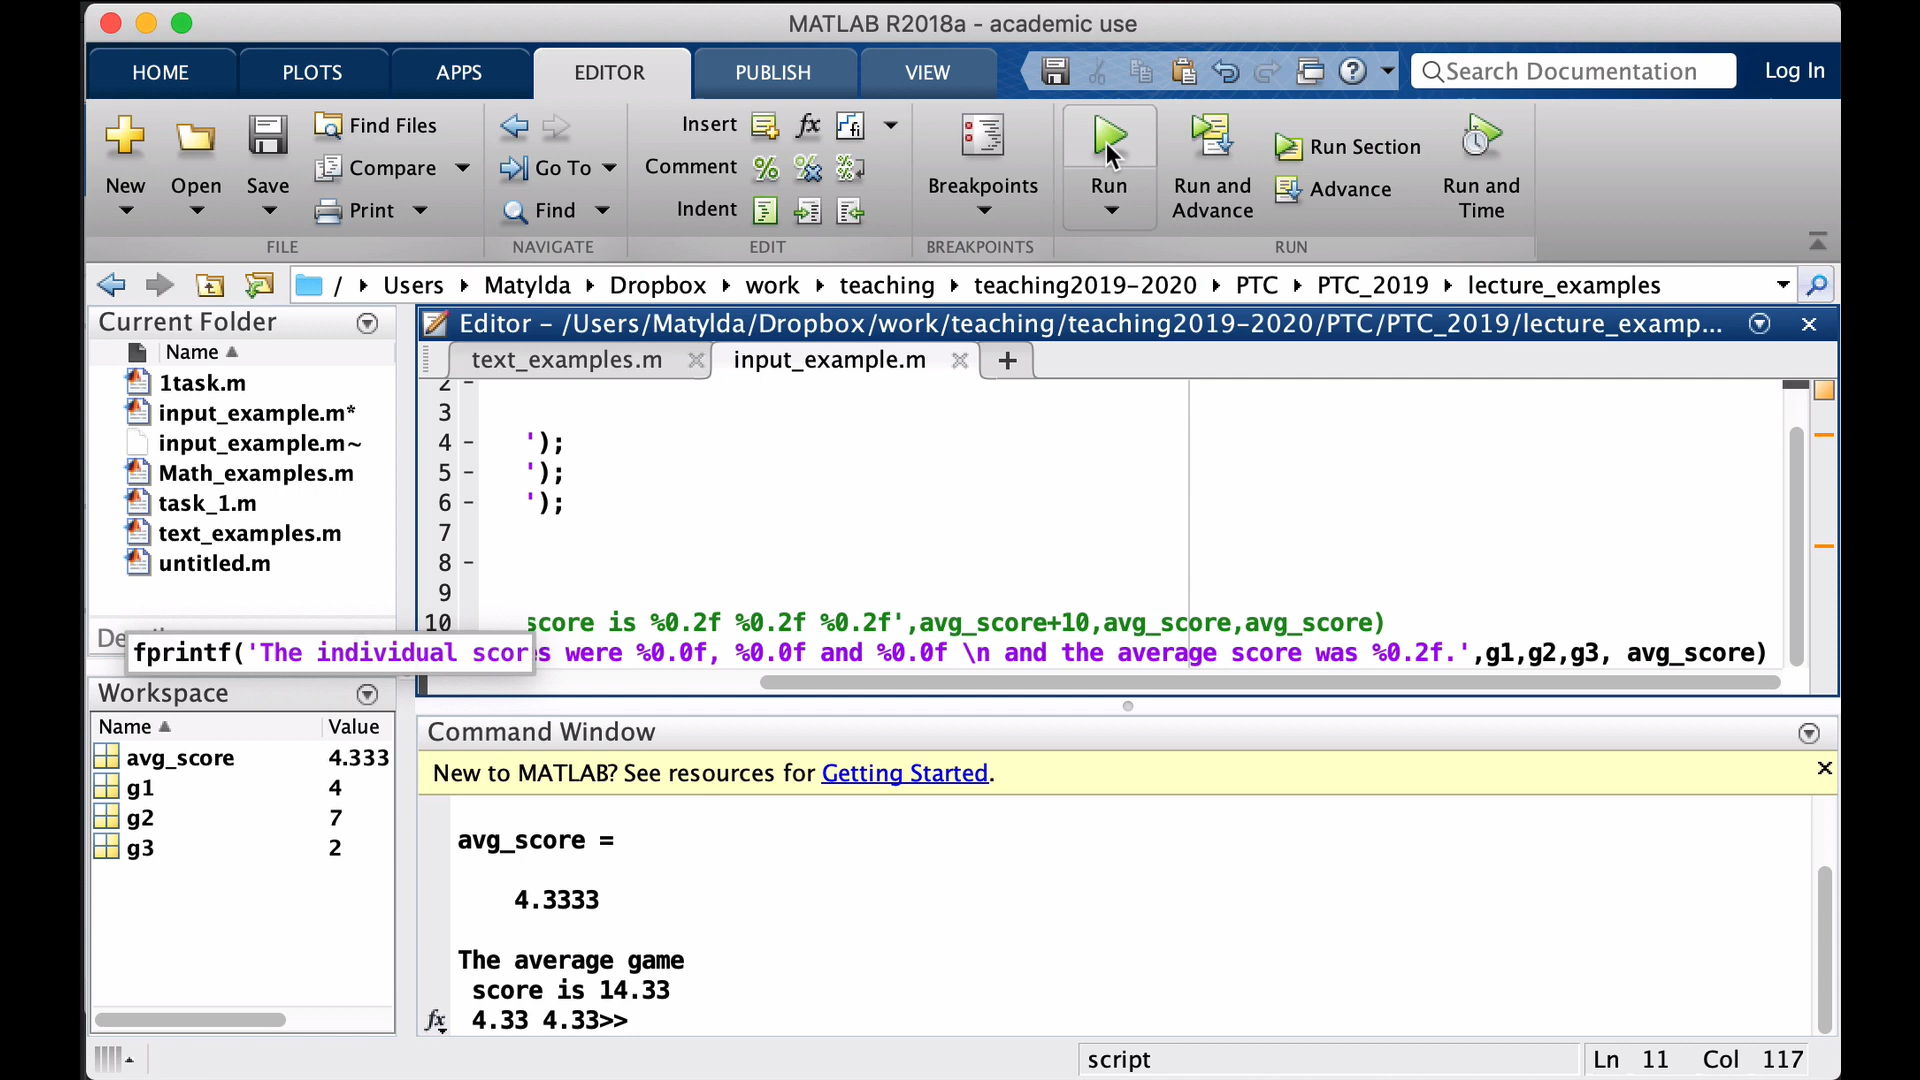 MATLAB R2018a - academic use
HOME PLOTS APPS EDITOR PUBLISH VIEW Search Documentation Log In
New Open Save Find Files Compare Print
Go To Find
Insert fx Comment Indent
Breakpoints
Run Run and Advance Run Section Advance Run and Time
FILE NAVIGATE EDIT BREAKPOINTS RUN
/ Users Matylda Dropbox work teaching teaching2019-2020 PTC PTC_2019 lecture_examples
Current Folder
Name
1task.m
input_example.m*
input_example.m~
Math_examples.m
task_1.m
text_examples.m
untitled.m
Editor - /Users/Matylda/Dropbox/work/teaching/teaching2019-2020/PTC/PTC_2019/lecture_examp...
text_examples.m input_example.m +
2 -
3
4 - ');
5 - ');
6 - ');
7
8 -
9
10 score is %0.2f %0.2f %0.2f',avg_score+10,avg_score,avg_score)
fprintf('The individual scores were %0.0f, %0.0f and %0.0f \n and the average score was %0.2f.',g1,g2,g3, avg_score)
Workspace
Name Value
avg_score 4.333
g1 4
g2 7
g3 2
Command Window
New to MATLAB? See resources for Getting Started.
avg_score =
4.3333
The average game
score is 14.33
fx 4.33 4.33>>
script Ln 11 Col 117